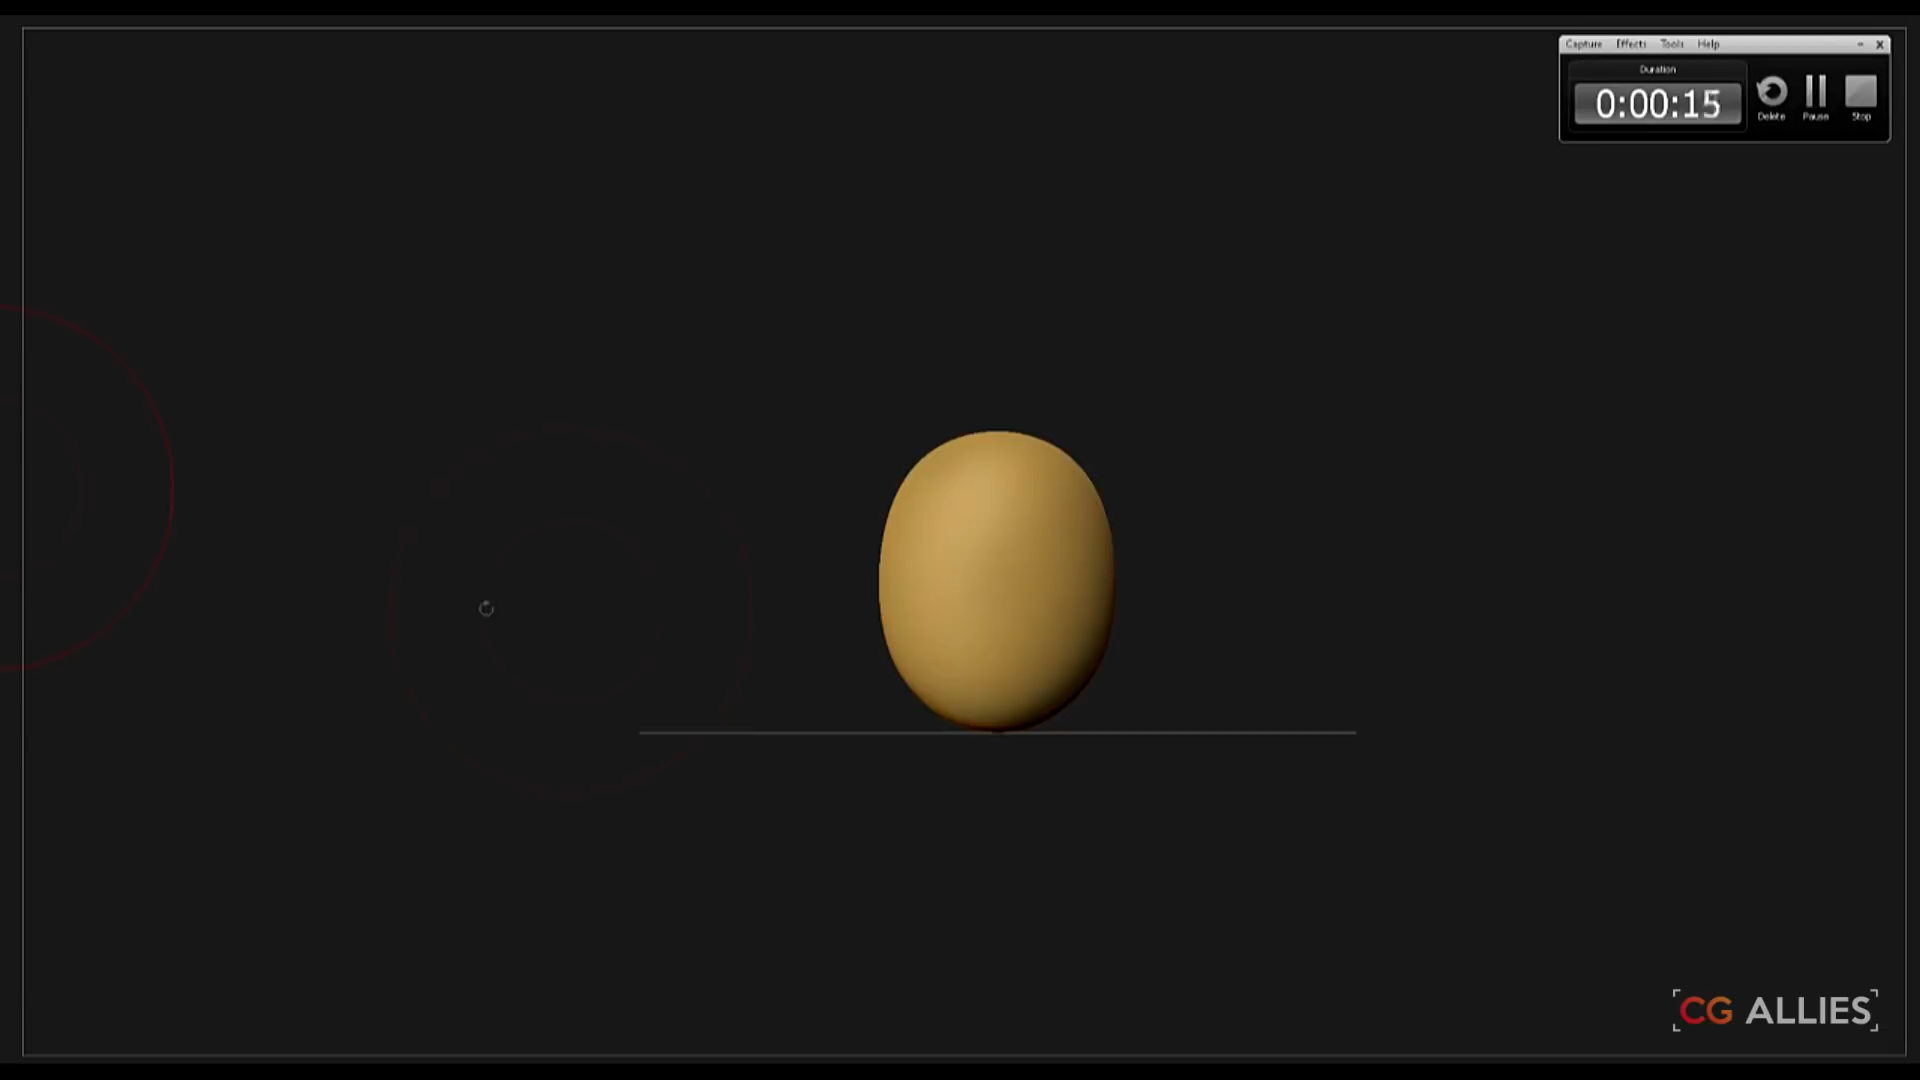 Capture Effects Tools Help
Duration
0:00:15
Delete Pause Stop
CG ALLIES